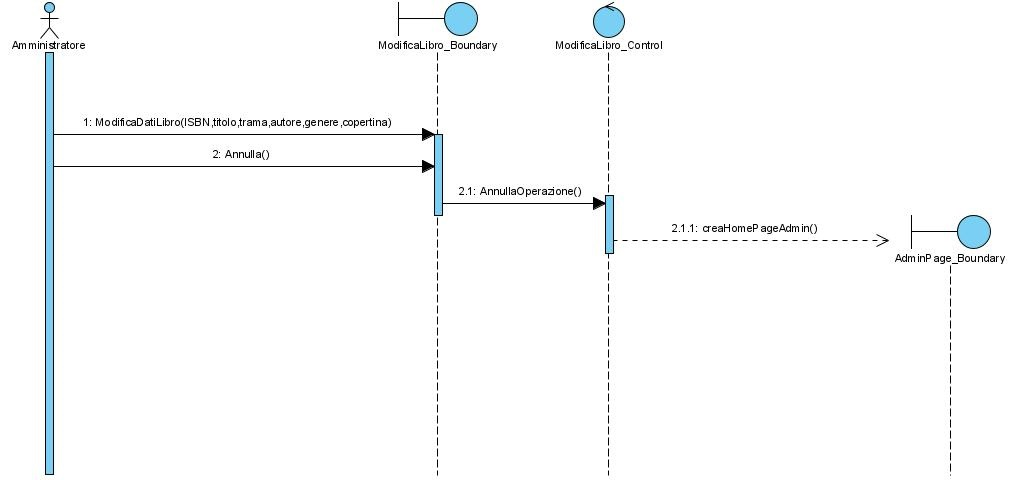 Amministratore
ModificaLibro_Boundary
ModificaLibro_Control
1: ModificaDatiLibro(ISBN,titolo,trama,autore,genere,copertina)
2: Annulla()
2.1: AnnullaOperazione()
2.1.1: creaHomePageAdmin()
AdminPage_Boundary